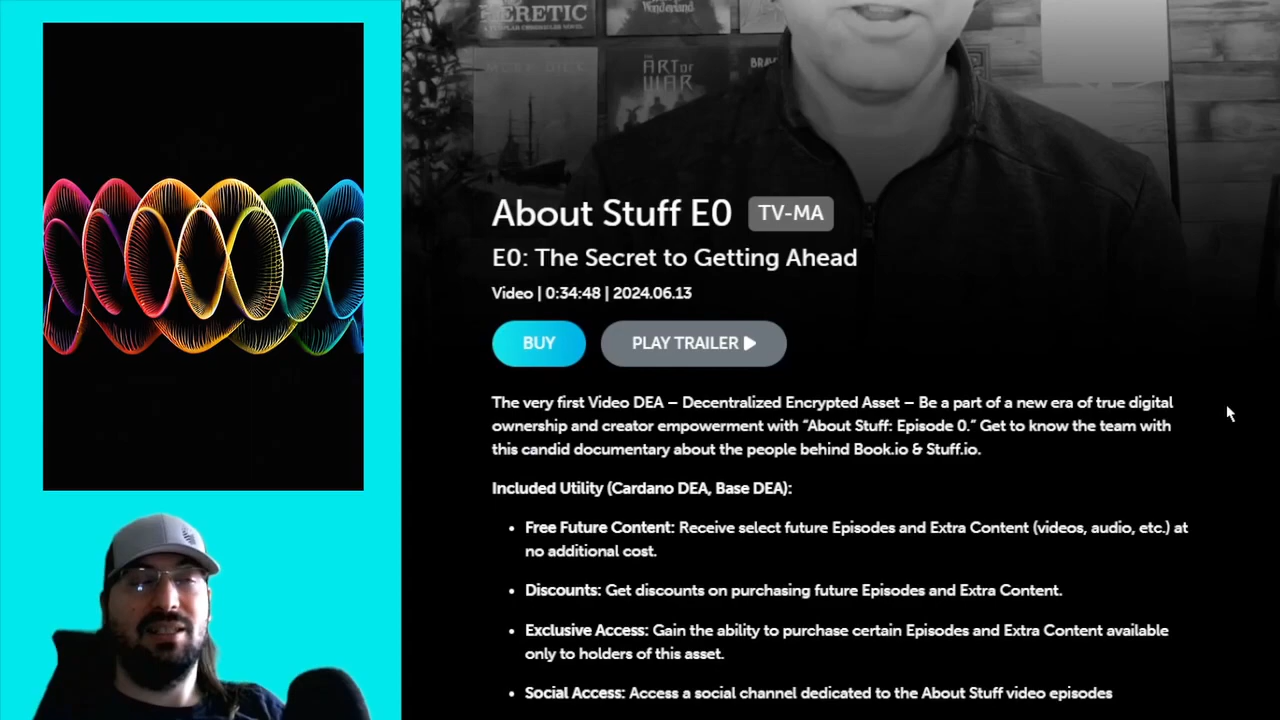 HERETIC
Wonderland
MOBY DICK
THE
ART OF
WAR
About Stuff E0 TV-MA
E0: The Secret to Getting Ahead
Video | 0:34:48 | 2024.06.13
BUY PLAY TRAILER
The very first Video DEA – Decentralized Encrypted Asset – Be a part of a new era of true digital
ownership and creator empowerment with “About Stuff: Episode 0.” Get to know the team with
this candid documentary about the people behind Book.io & Stuff.io.
Included Utility (Cardano DEA, Base DEA):
• Free Future Content: Receive select future Episodes and Extra Content (videos, audio, etc.) at
no additional cost.
• Discounts: Get discounts on purchasing future Episodes and Extra Content.
• Exclusive Access: Gain the ability to purchase certain Episodes and Extra Content available
only to holders of this asset.
• Social Access: Access a social channel dedicated to the About Stuff video episodes